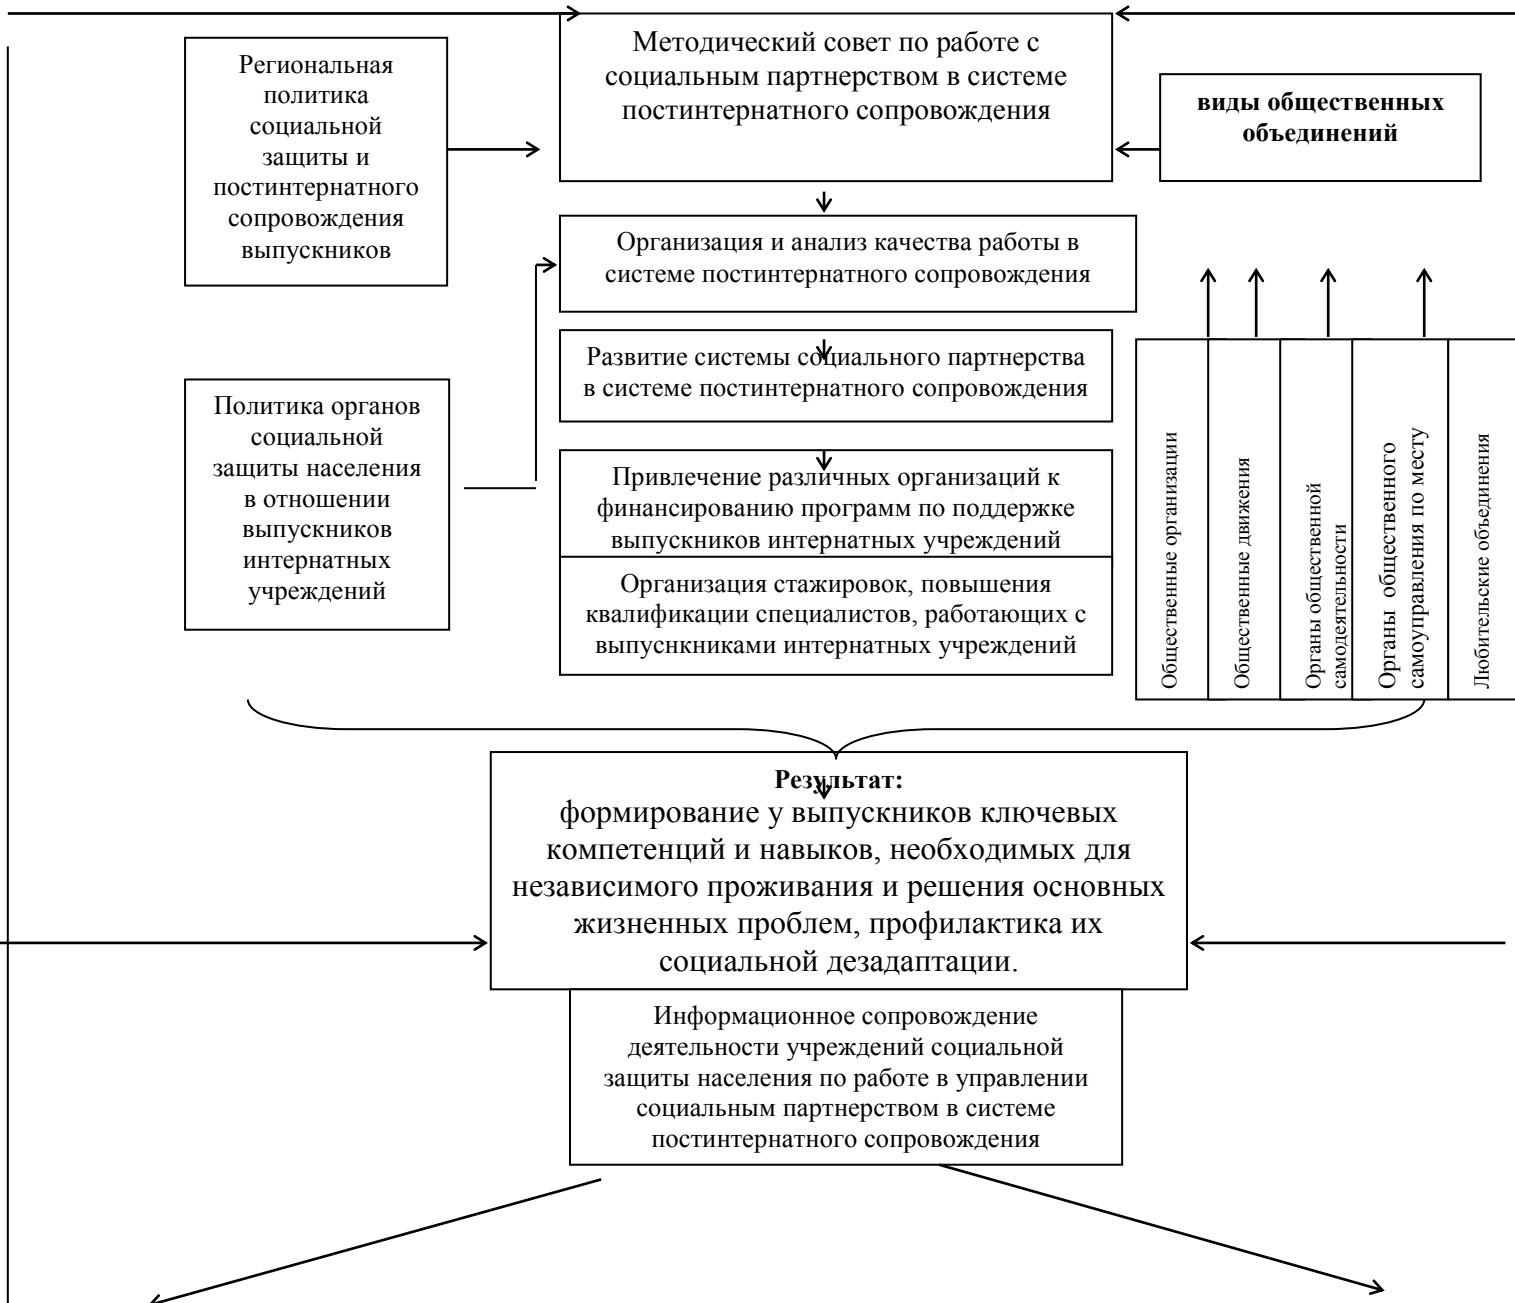 Методический совет по работе с
социальным партнерством в системе
постинтернатного сопровождения
Региональная
политика
социальной
защиты и
постинтернатного
сопровождения
выпускников
виды общественных
объединений
Организация и анализ качества работы в
системе постинтернатного сопровождения
Развитие системы социального партнерства
в системе постинтернатного сопровождения
Политика органов
социальной
защиты населения
в отношении
выпускников
интернатных
учреждений
Привлечение различных организаций к
финансированию программ по поддержке
выпускников интернатных учреждений
Организация стажировок, повышения
квалификации специалистов, работающих с
выпуснкниками интернатных учреждений
Общественные организации
Общественные движения
Органы общественной
самодеятельности
Органы общественного
самоуправления по месту
Любительские объединения
Результат:
формирование у выпускников ключевых
компетенций и навыков, необходимых для
независимого проживания и решения основных
жизненных проблем, профилактика их
социальной дезадаптации.
Информационное сопровождение
деятельности учреждений социальной
защиты населения по работе в управлении
социальным партнерством в системе
постинтернатного сопровождения